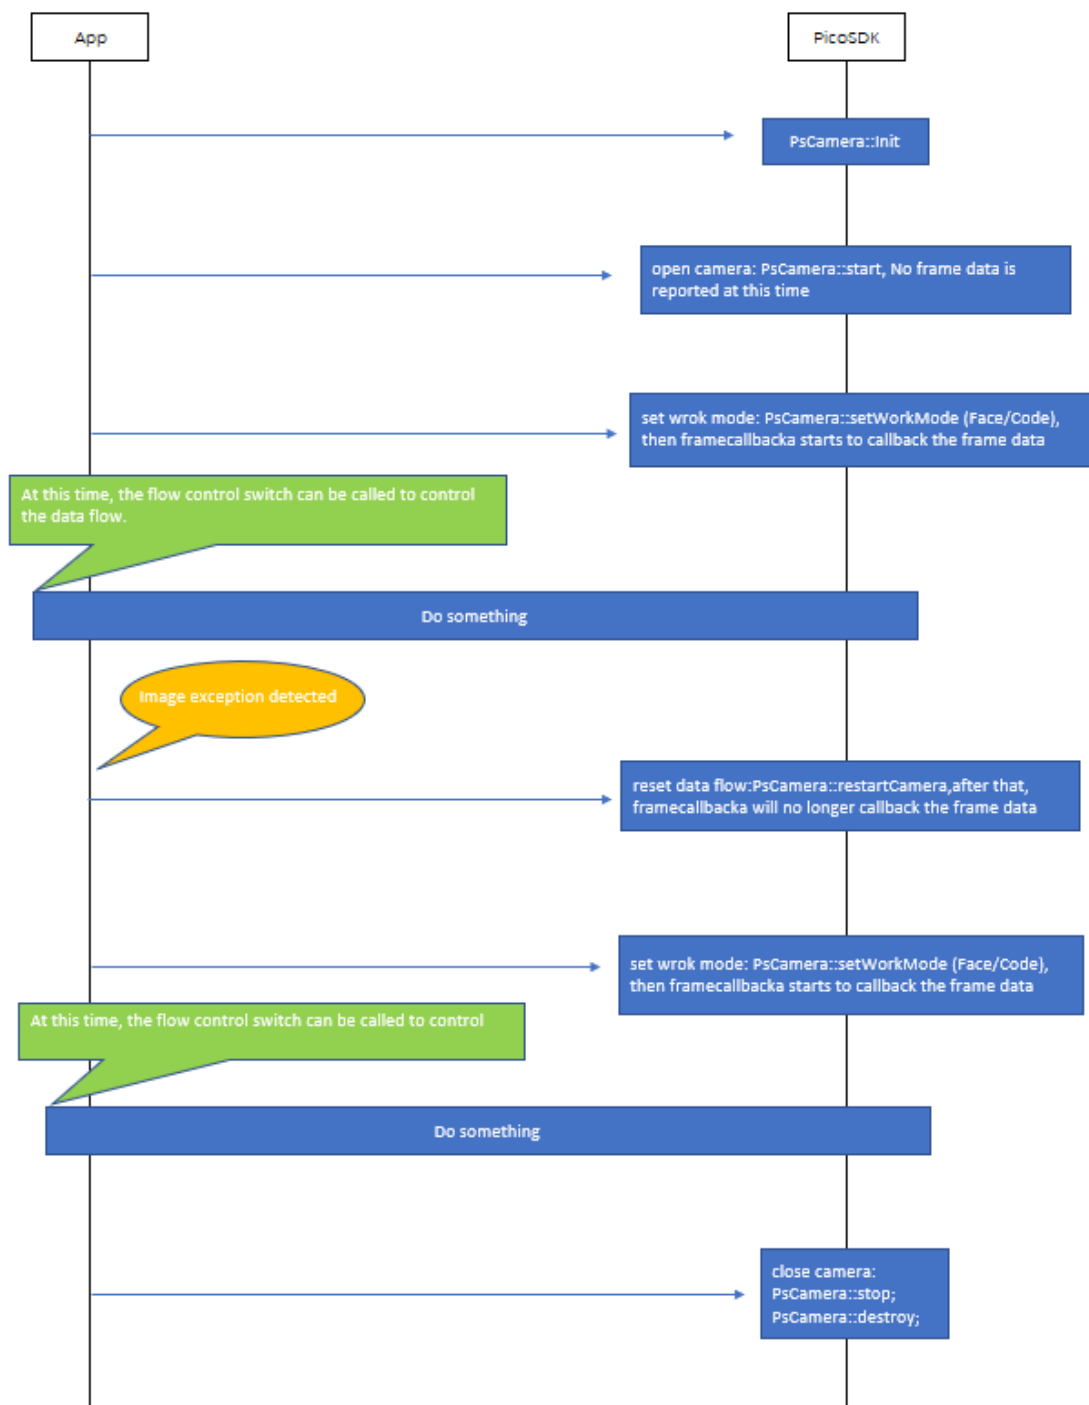 App
PicoSDK
PsCamera::Init
open camera: PsCamera::start, No frame data is
reported at this time
set wrok mode: PsCamera::setWorkMode (Face/Code),
then framecallbacka starts to callback the frame data
At this time, the flow control switch can be called to control
the data flow.
Do something
Image exception detected
reset data flow:PsCamera::restartCamera,after that,
framecallbacka will no longer callback the frame data
set wrok mode: PsCamera::setWorkMode (Face/Code),
then framecallbacka starts to callback the frame data
At this time, the flow control switch can be called to control
Do something
close camera:
PsCamera::stop;
PsCamera::destroy;